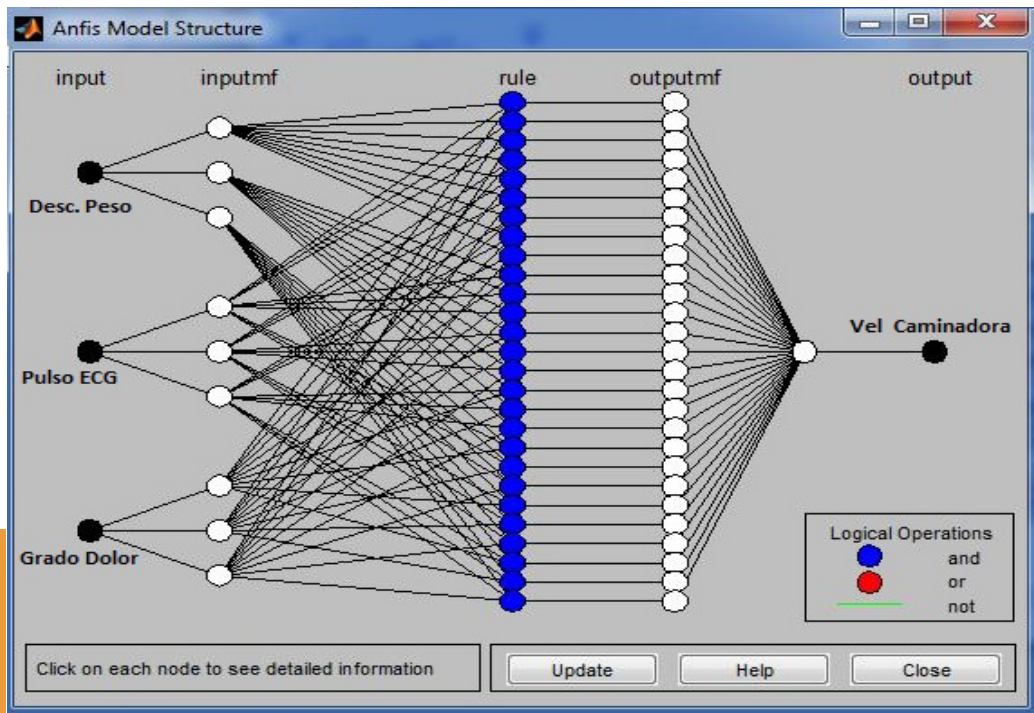 Anfis Model Structure
input inputmf rule outputmf output
Desc. Peso
Vel Caminadora
Pulso ECG
Grado Dolor
Logical Operations
and
or
not
Click on each node to see detailed information
Update Help Close